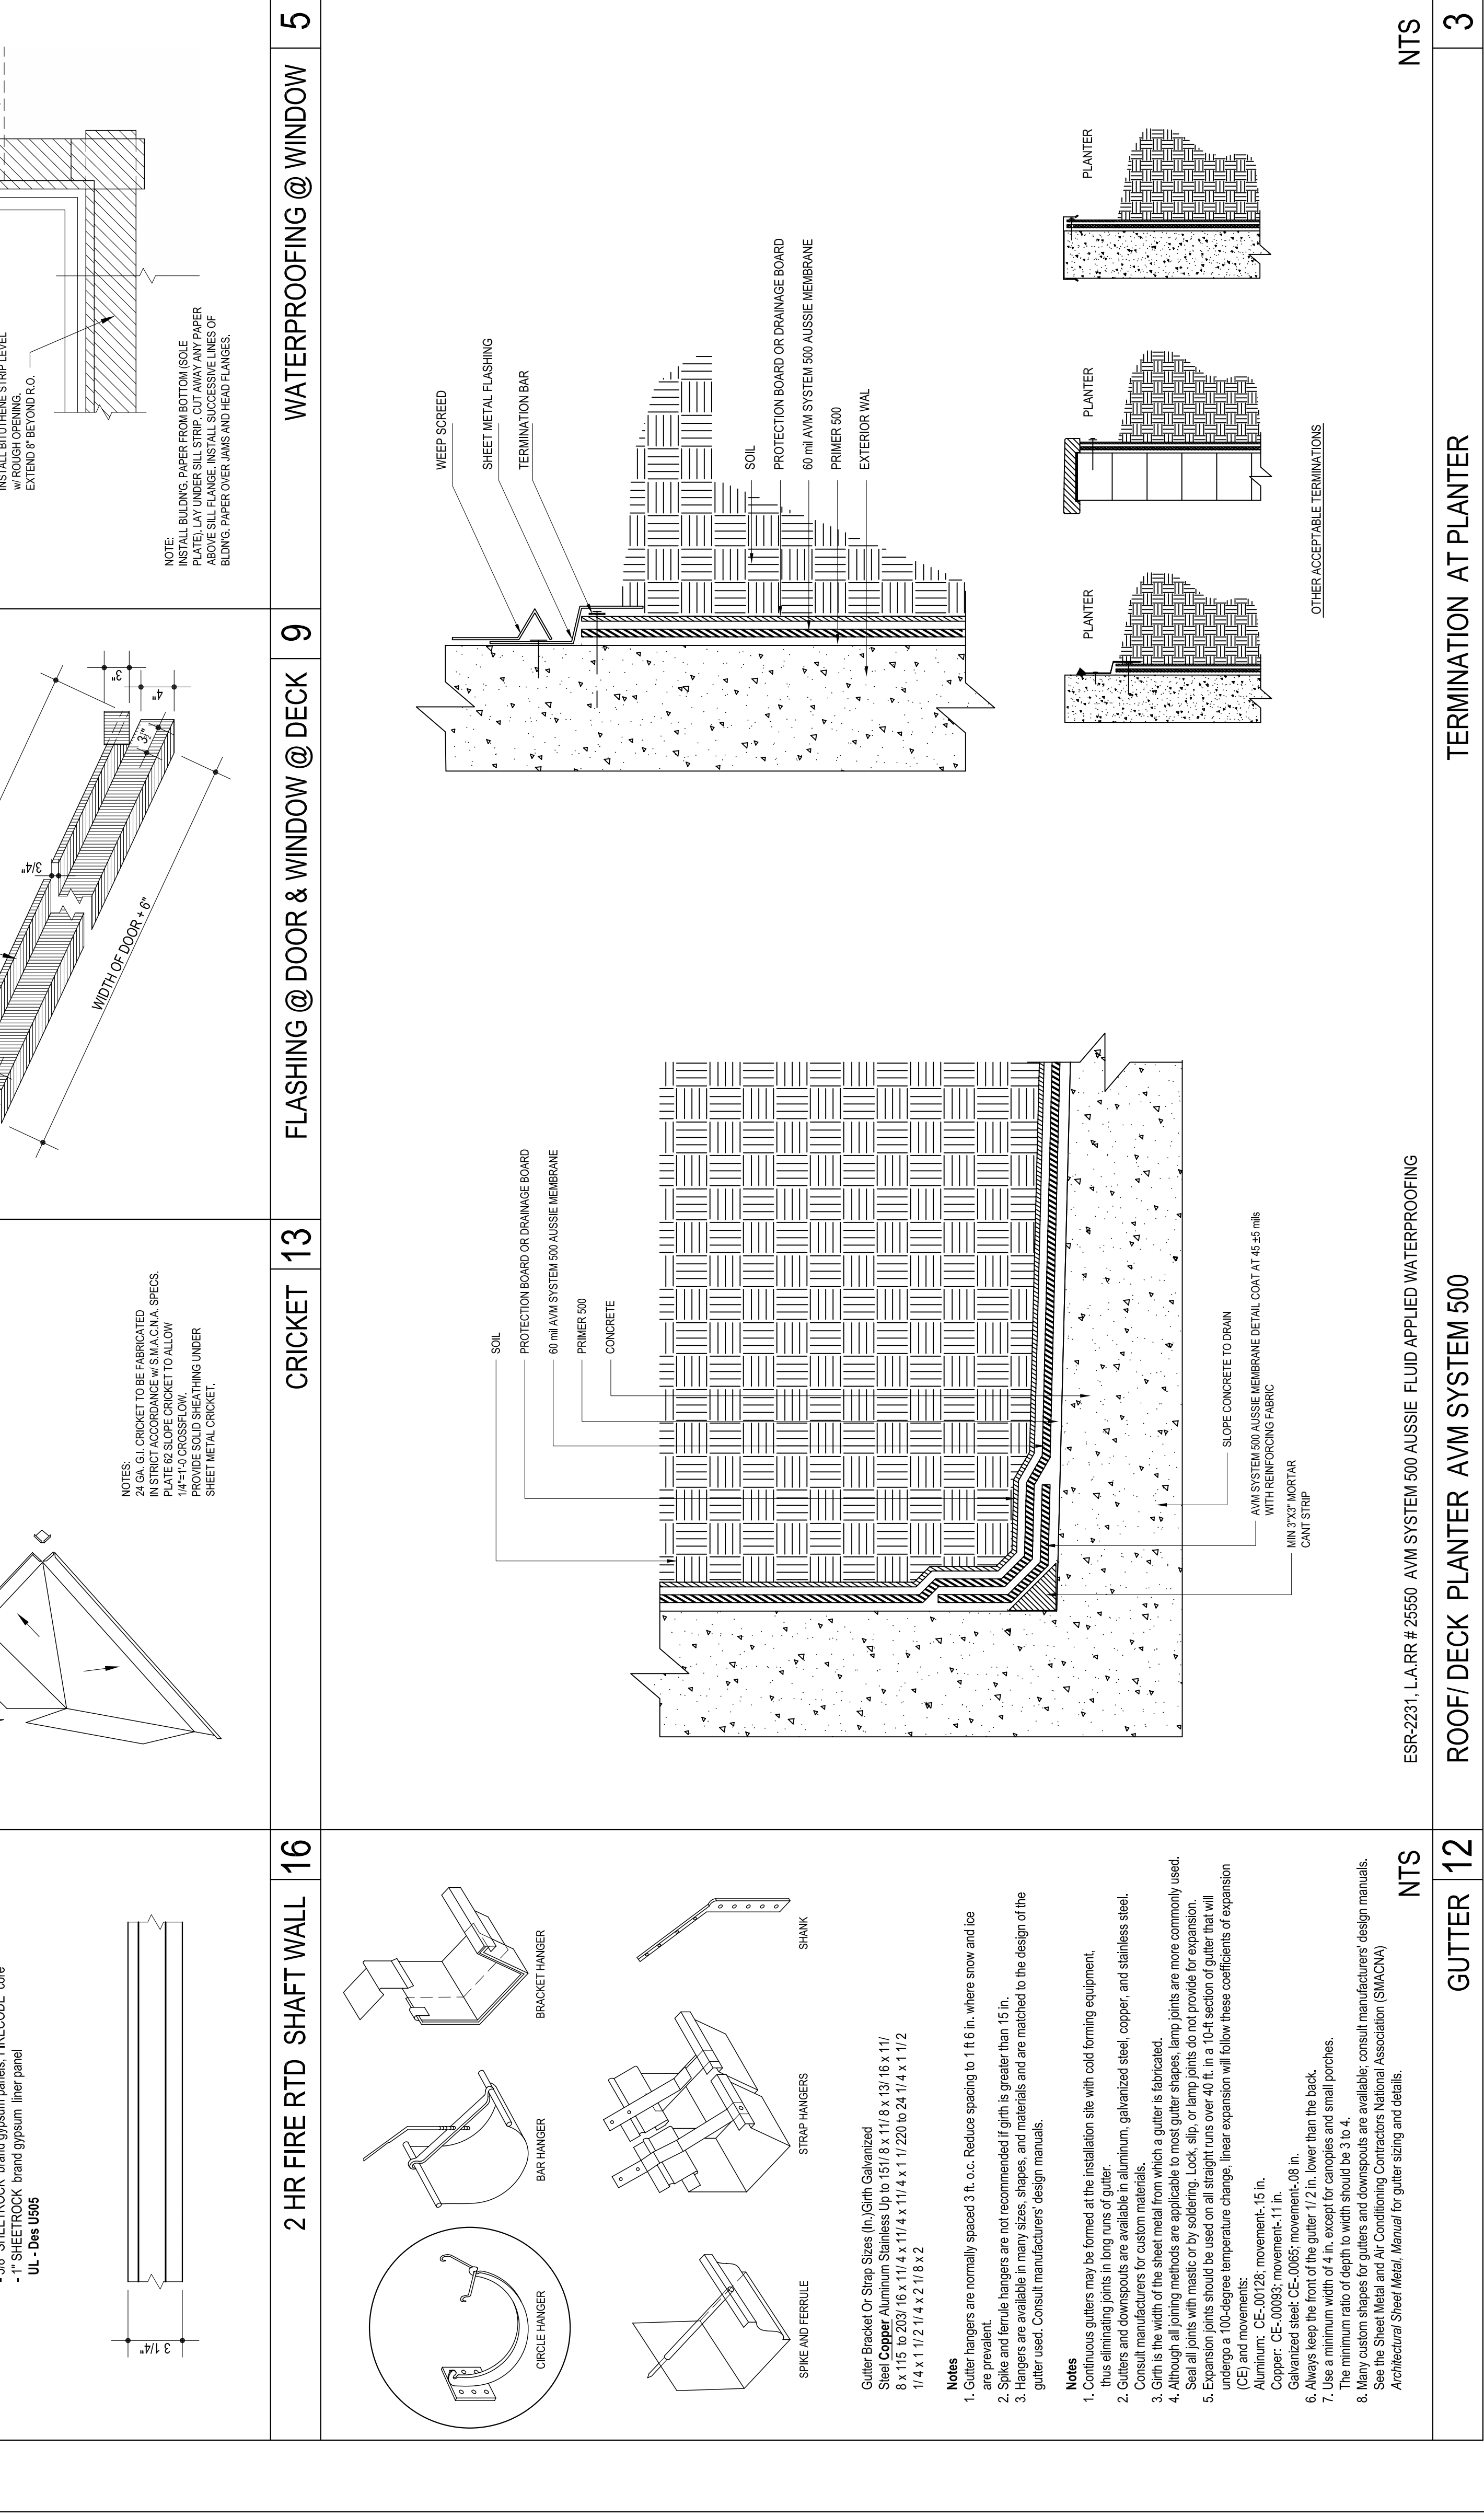 - 1" SHEETROCK brand gypsum liner panel
UL - Des U505
3 1/4"
2 HR FIRE RTD SHAFT WALL 16
NOTES:
24 GA. G.I. CRICKET TO BE FABRICATED
IN STRICT ACCORDANCE w/ S.M.A.C.N.A. SPECS.
PLATE 62 SLOPE CRICKET TO ALLOW
1/4"=1'-0 CROSSFLOW.
PROVIDE SOLID SHEATHING UNDER
SHEET METAL CRICKET.
CRICKET 13
3/4"
3"
4"
3½"
WIDTH OF DOOR + 6"
FLASHING @ DOOR & WINDOW @ DECK 9
INSTALL BITUTHENE STRIP LEVEL
w/ ROUGH OPENING.
EXTEND 8" BEYOND R.O.
NOTE:
INSTALL BULDN'G. PAPER FROM BOTTOM (SOLE
PLATE). LAY UNDER SILL STRIP. CUT AWAY ANY PAPER
ABOVE SILL FLANGE. INSTALL SUCCESSIVE LINES OF
BLDN'G. PAPER OVER JAMS AND HEAD FLANGES.
WATERPROOFING @ WINDOW 5
CIRCLE HANGER
BAR HANGER
BRACKET HANGER
SPIKE AND FERRULE
STRAP HANGERS
SHANK
Gutter Bracket Or Strap Sizes (In.)Girth Galvanized
Steel Copper Aluminum Stainless Up to 151/ 8 x 11/ 8 x 13/ 16 x 11/
8 x 115 to 203/ 16 x 11/ 4 x 11/ 4 x 11/ 4 x 1 1/ 220 to 24 1/ 4 x 1 1/2
1/ 4 x 1 1/ 2 1/ 4 x 2 1/ 8 x 2
Notes
1. Gutter hangers are normally spaced 3 ft. o.c. Reduce spacing to 1 ft 6 in. where snow and ice
are prevalent.
2. Spike and ferrule hangers are not recommended if girth is greater than 15 in.
3. Hangers are available in many sizes, shapes, and materials and are matched to the design of the
gutter used. Consult manufacturers' design manuals.
Notes
1. Continuous gutters may be formed at the installation site with cold forming equipment,
thus eliminating joints in long runs of gutter.
2. Gutters and downspouts are available in aluminum, galvanized steel, copper, and stainless steel.
Consult manufacturers for custom materials.
3. Girth is the width of the sheet metal from which a gutter is fabricated.
4. Although all joining methods are applicable to most gutter shapes, lamp joints are more commonly used.
Seal all joints with mastic or by soldering. Lock, slip, or lamp joints do not provide for expansion.
5. Expansion joints should be used on all straight runs over 40 ft. in a 10-ft section of gutter that will
undergo a 100-degree temperature change, linear expansion will follow these coefficients of expansion
(CE) and movements:
Aluminum: CE-.00128; movement-.15 in.
Copper: CE-.00093; movement-.11 in.
Galvanized steel: CE-.0065; movement-.08 in.
6. Always keep the front of the gutter 1/ 2 in. lower than the back.
7. Use a minimum width of 4 in. except for canopies and small porches.
The minimum ratio of depth to width should be 3 to 4.
8. Many custom shapes for gutters and downspouts are available; consult manufacturers' design manuals.
See the Sheet Metal and Air Conditioning Contractors National Association (SMACNA)
Architectural Sheet Metal, Manual for gutter sizing and details.
NTS
GUTTER 12
SOIL
PROTECTION BOARD OR DRAINAGE BOARD
60 mil AVM SYSTEM 500 AUSSIE MEMBRANE
PRIMER 500
CONCRETE
SLOPE CONCRETE TO DRAIN
AVM SYSTEM 500 AUSSIE MEMBRANE DETAIL COAT AT 45 ±5 mils
WITH REINFORCING FABRIC
MIN 3"X3" MORTAR
CANT STRIP
ESR-2231, L.A.RR # 25550 AVM SYSTEM 500 AUSSIE FLUID APPLIED WATERPROOFING
ROOF/ DECK PLANTER AVM SYSTEM 500
WEEP SCREED
SHEET METAL FLASHING
TERMINATION BAR
SOIL
PROTECTION BOARD OR DRAINAGE BOARD
60 mil AVM SYSTEM 500 AUSSIE MEMBRANE
PRIMER 500
EXTERIOR WAL
PLANTER
PLANTER
PLANTER
OTHER ACCEPTABLE TERMINATIONS
NTS
TERMINATION AT PLANTER 3